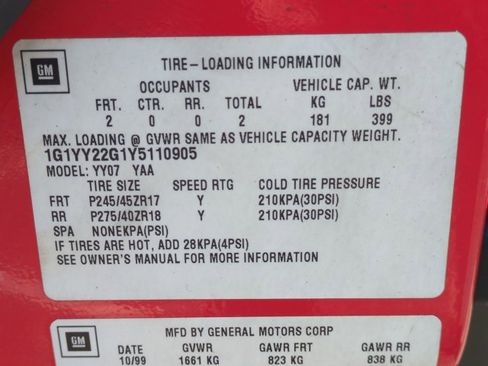 GM
TIRE-LOADING INFORMATION
OCCUPANTS VEHICLE CAP. WT.
FRT. CTR. RR. TOTAL KG LBS
2 0 0 2 181 399
MAX. LOADING @ GVWR SAME AS VEHICLE CAPACITY WEIGHT.
1G1YY22G1Y5110905
MODEL: YY07 YAA
TIRE SIZE SPEED RTG COLD TIRE PRESSURE
FRT P245/45ZR17 Y 210KPA(30PSI)
RR P275/40ZR18 Y 210KPA(30PSI)
SPA NONEKPA(PSI)
IF TIRES ARE HOT, ADD 28KPA(4PSI)
SEE OWNER'S MANUAL FOR MORE INFORMATION
GM
MFD BY GENERAL MOTORS CORP
DATE GVWR GAWR FRT GAWR RR
10/99 1661 KG 823 KG 838 KG